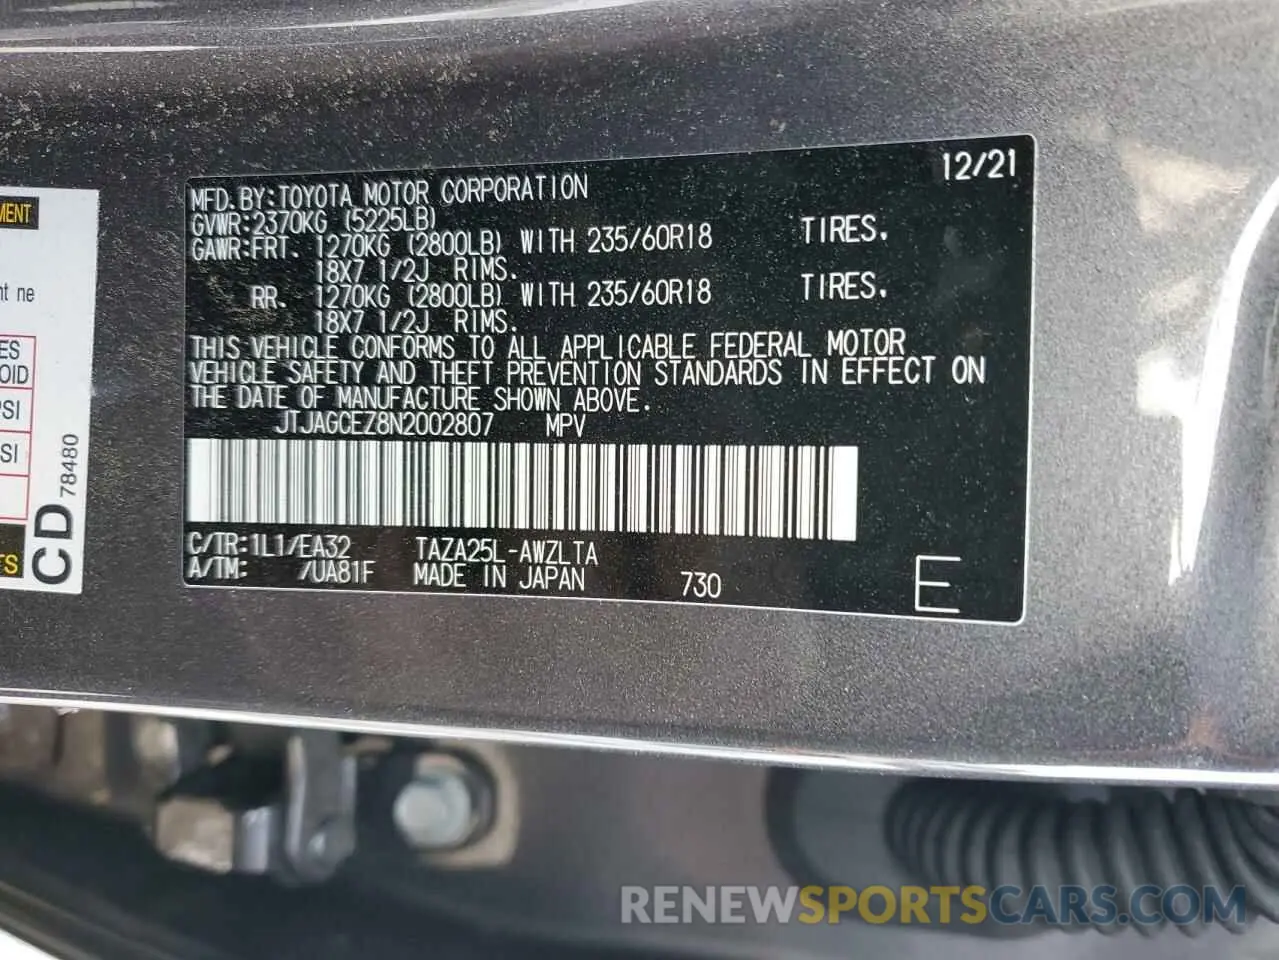 12/21
MFD.BY:TOYOTA MOTOR CORPORATION
GVWR:2370KG (5225LB)
GAWR:FRT. 1270KG (2800LB) WITH 235/60R18 TIRES.
18X7 1/2J RIMS.
RR. 1270KG (2800LB) WITH 235/60R18 TIRES.
18X7 1/2J RIMS.
THIS VEHICLE CONFORMS TO ALL APPLICABLE FEDERAL MOTOR
VEHICLE SAFETY AND THEFT PREVENTION STANDARDS IN EFFECT ON
THE DATE OF MANUFACTURE SHOWN ABOVE.
JTJAGCEZ8N2002807 MPV
C/TR:1L1/EA32 TAZA25L-AWZLTA
A/TM: /UA81F MADE IN JAPAN 730
E
ne
PSI
SI
CD 78480
RENEWSPORTSCARS.COM